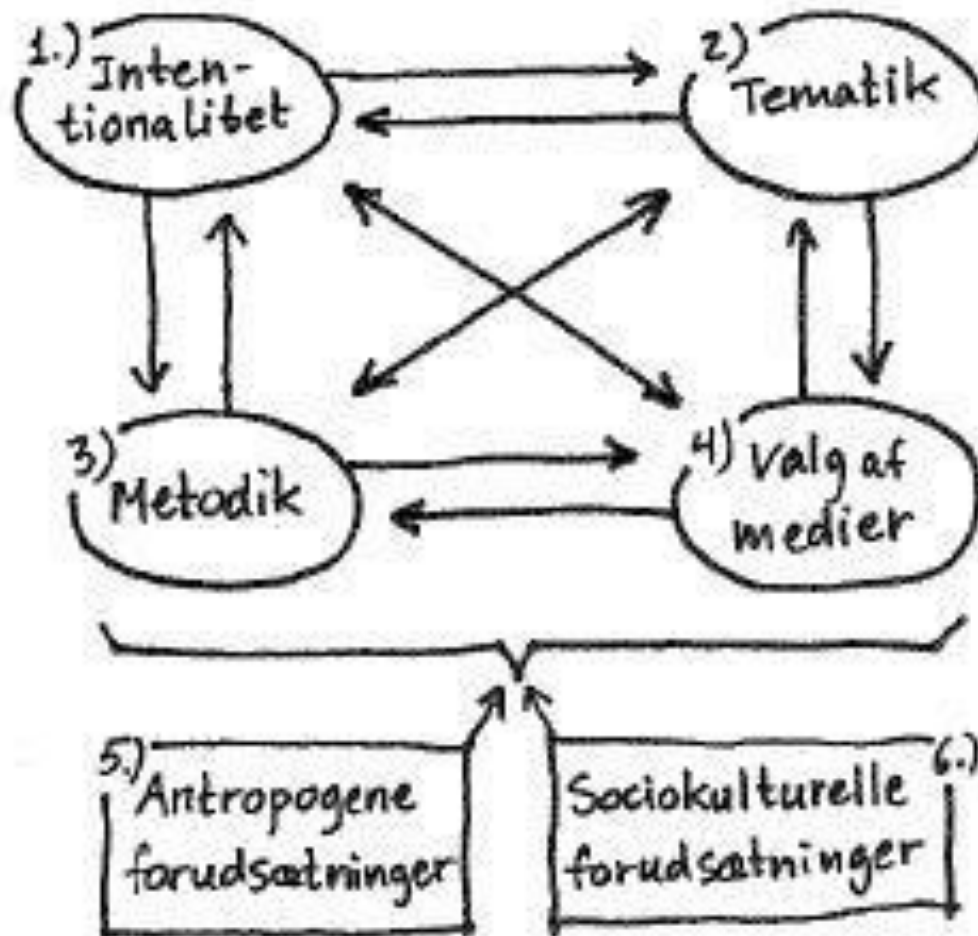 1.) Inten-
tionalitet
2) Tematik
3) Metodik
4) Valg af
medier
5.) Antropogene
forudsætninger
6.) Sociokulturelle
forudsætninger